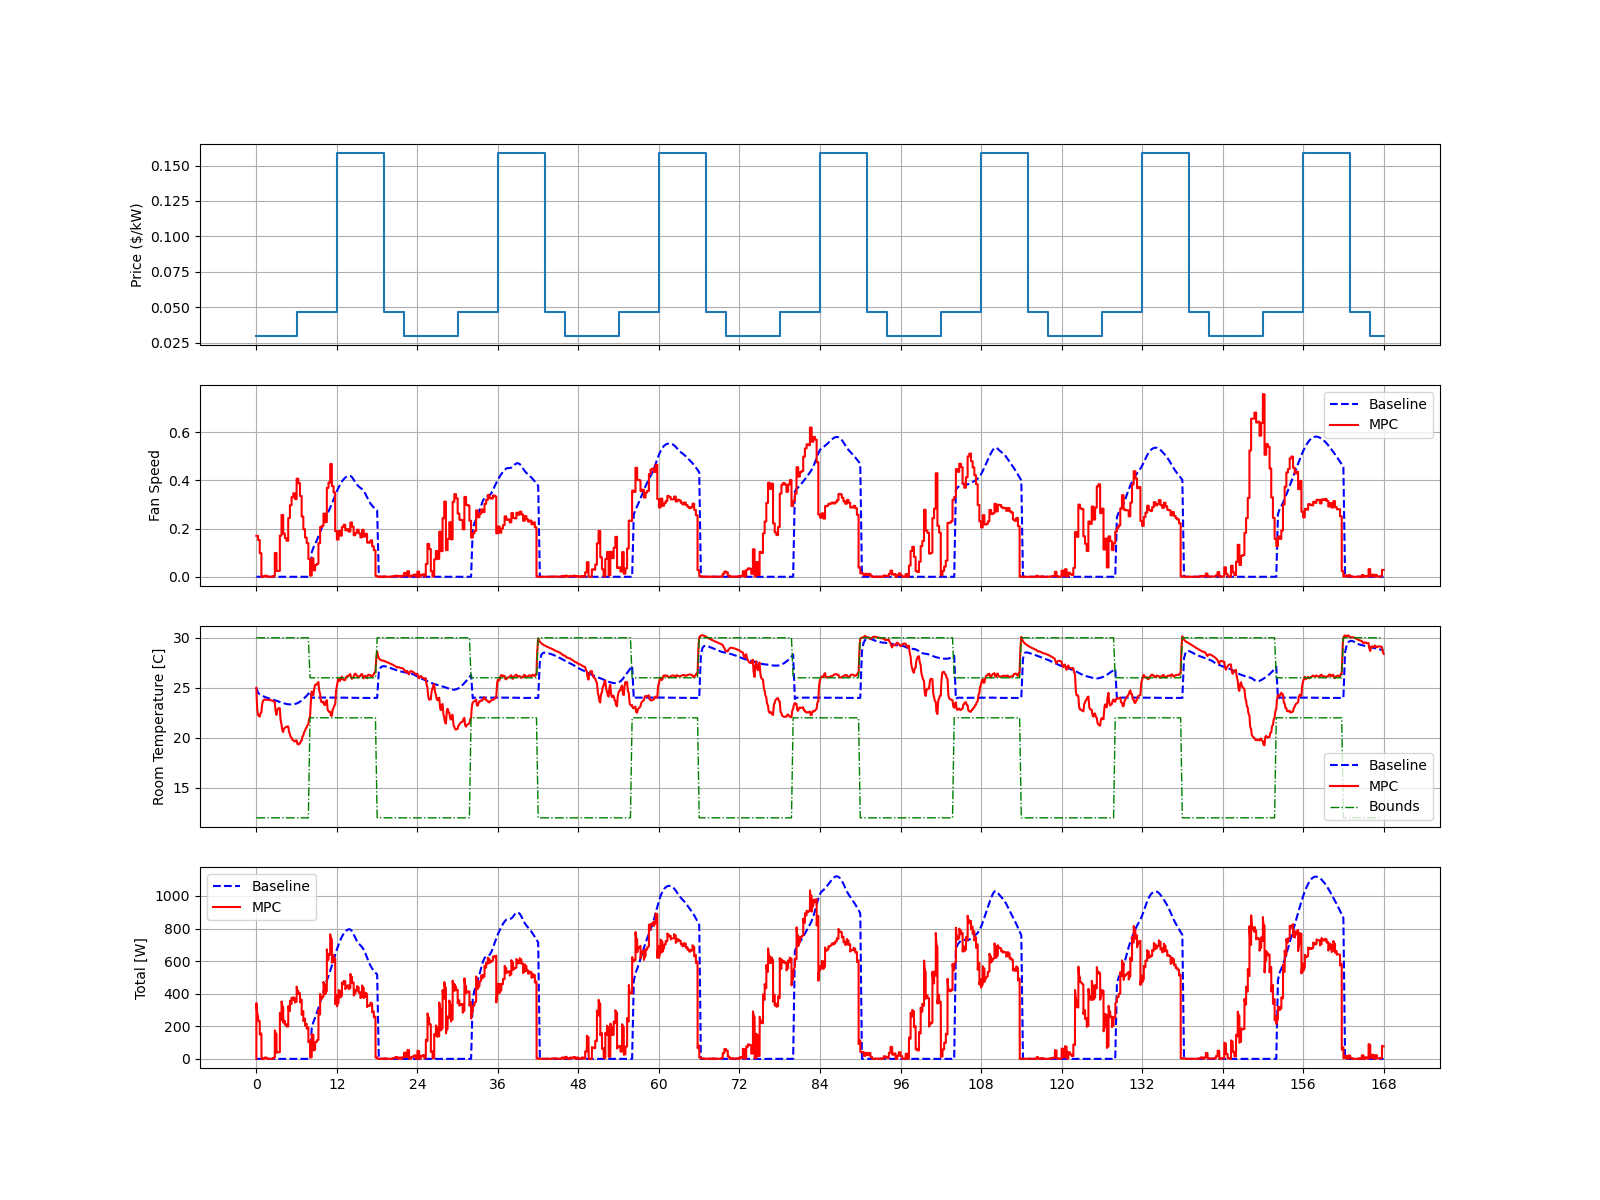 0.150
0.125
0.100
0.075
0.050
0.025
Price ($/kW)
0.6
0.4
0.2
0.0
Fan Speed
Baseline
MPC
30
25
20
15
Room Temperature [C]
Baseline
MPC
Bounds
1000
800
600
400
200
0
Total [W]
Baseline
MPC
0 12 24 36 48 60 72 84 96 108 120 132 144 156 168